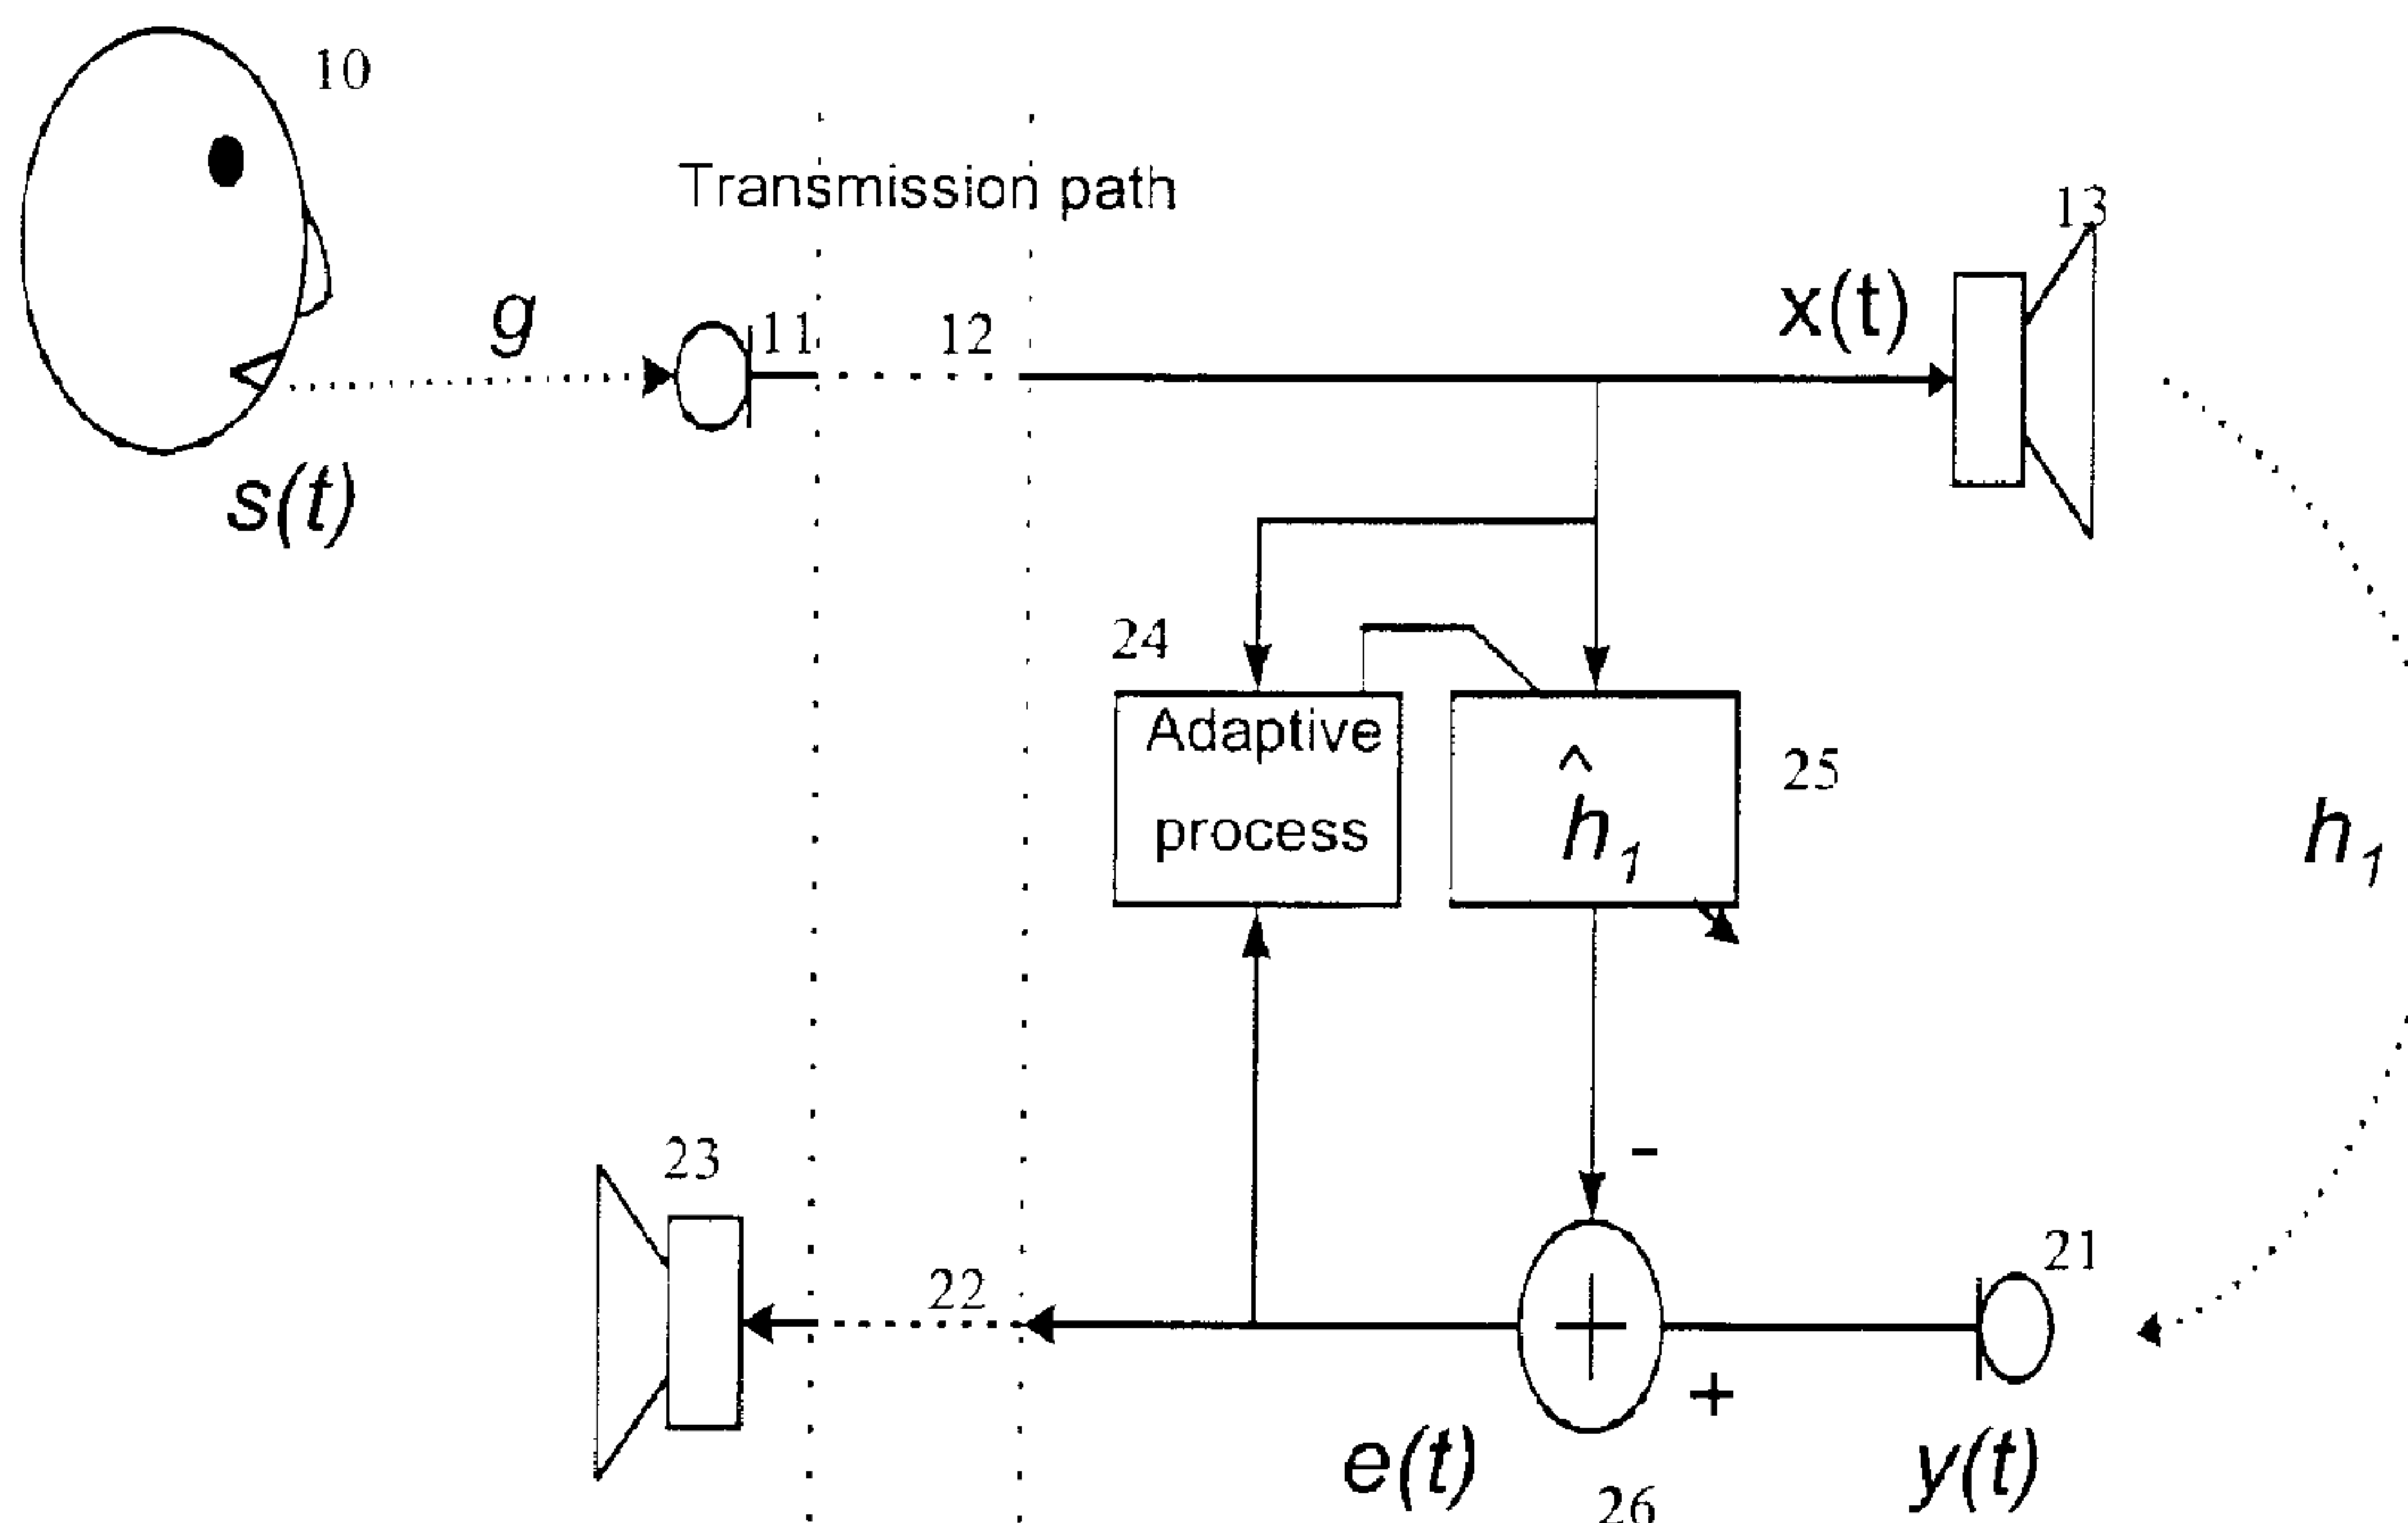 10
Transmission path
13
g
11
12
x(t)
s(t)
24
Adaptive
process
ĥ1
25
h1
-
23
22
21
+
e(t)
y(t)
26